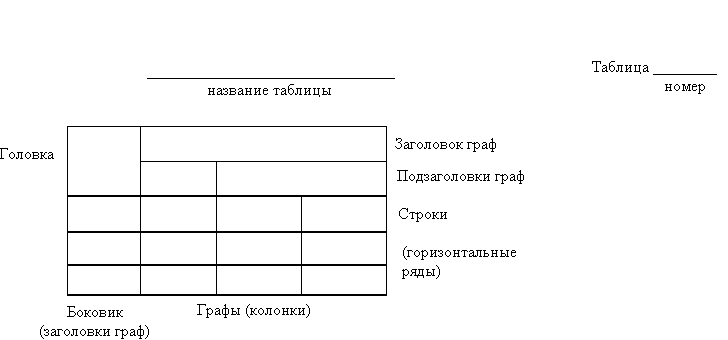 Таблица ________
номер
название таблицы
Головка
Заголовок граф
Подзаголовки граф
Строки
(горизонтальные
ряды)
Боковик
(заголовки граф)
Графы (колонки)